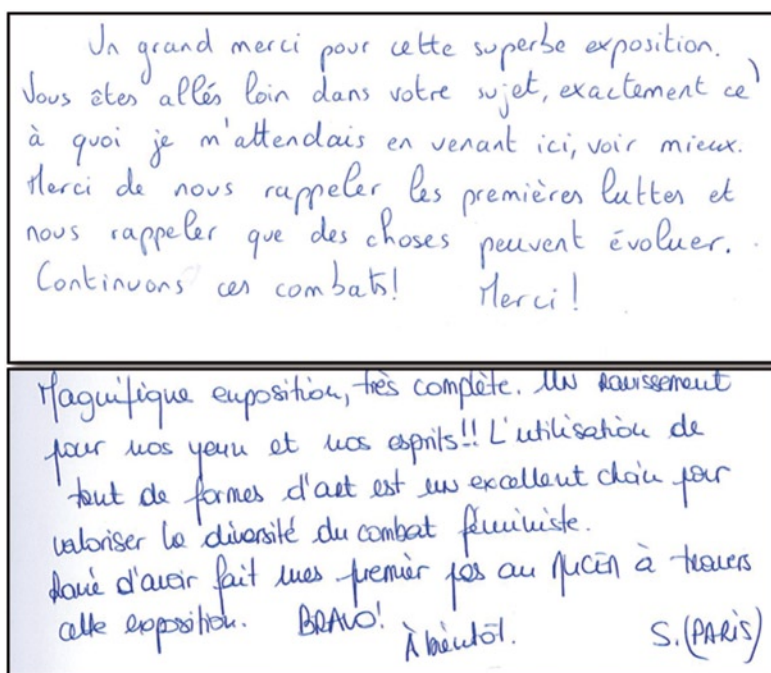 Un grand merci pour cette superbe exposition.
Vous êtes allés loin dans votre sujet, exactement ce
à quoi je m'attendais en venant ici, voir mieux.
Merci de nous rappeler les premières luttes et
nous rappeler que des choses peuvent évoluer.
Continuons ces combats! Merci!
Magnifique exposition, très complète. Un ravissement
pour nos yeux et nos esprits!! L'utilisation de
tant de formes d'art est un excellent choix pour
valoriser la diversité du combat féministe.
Ravie d'avoir fait mes premier pas au MUCEM à travers
cette exposition. BRAVO!
À bientôt. S. (PARIS)